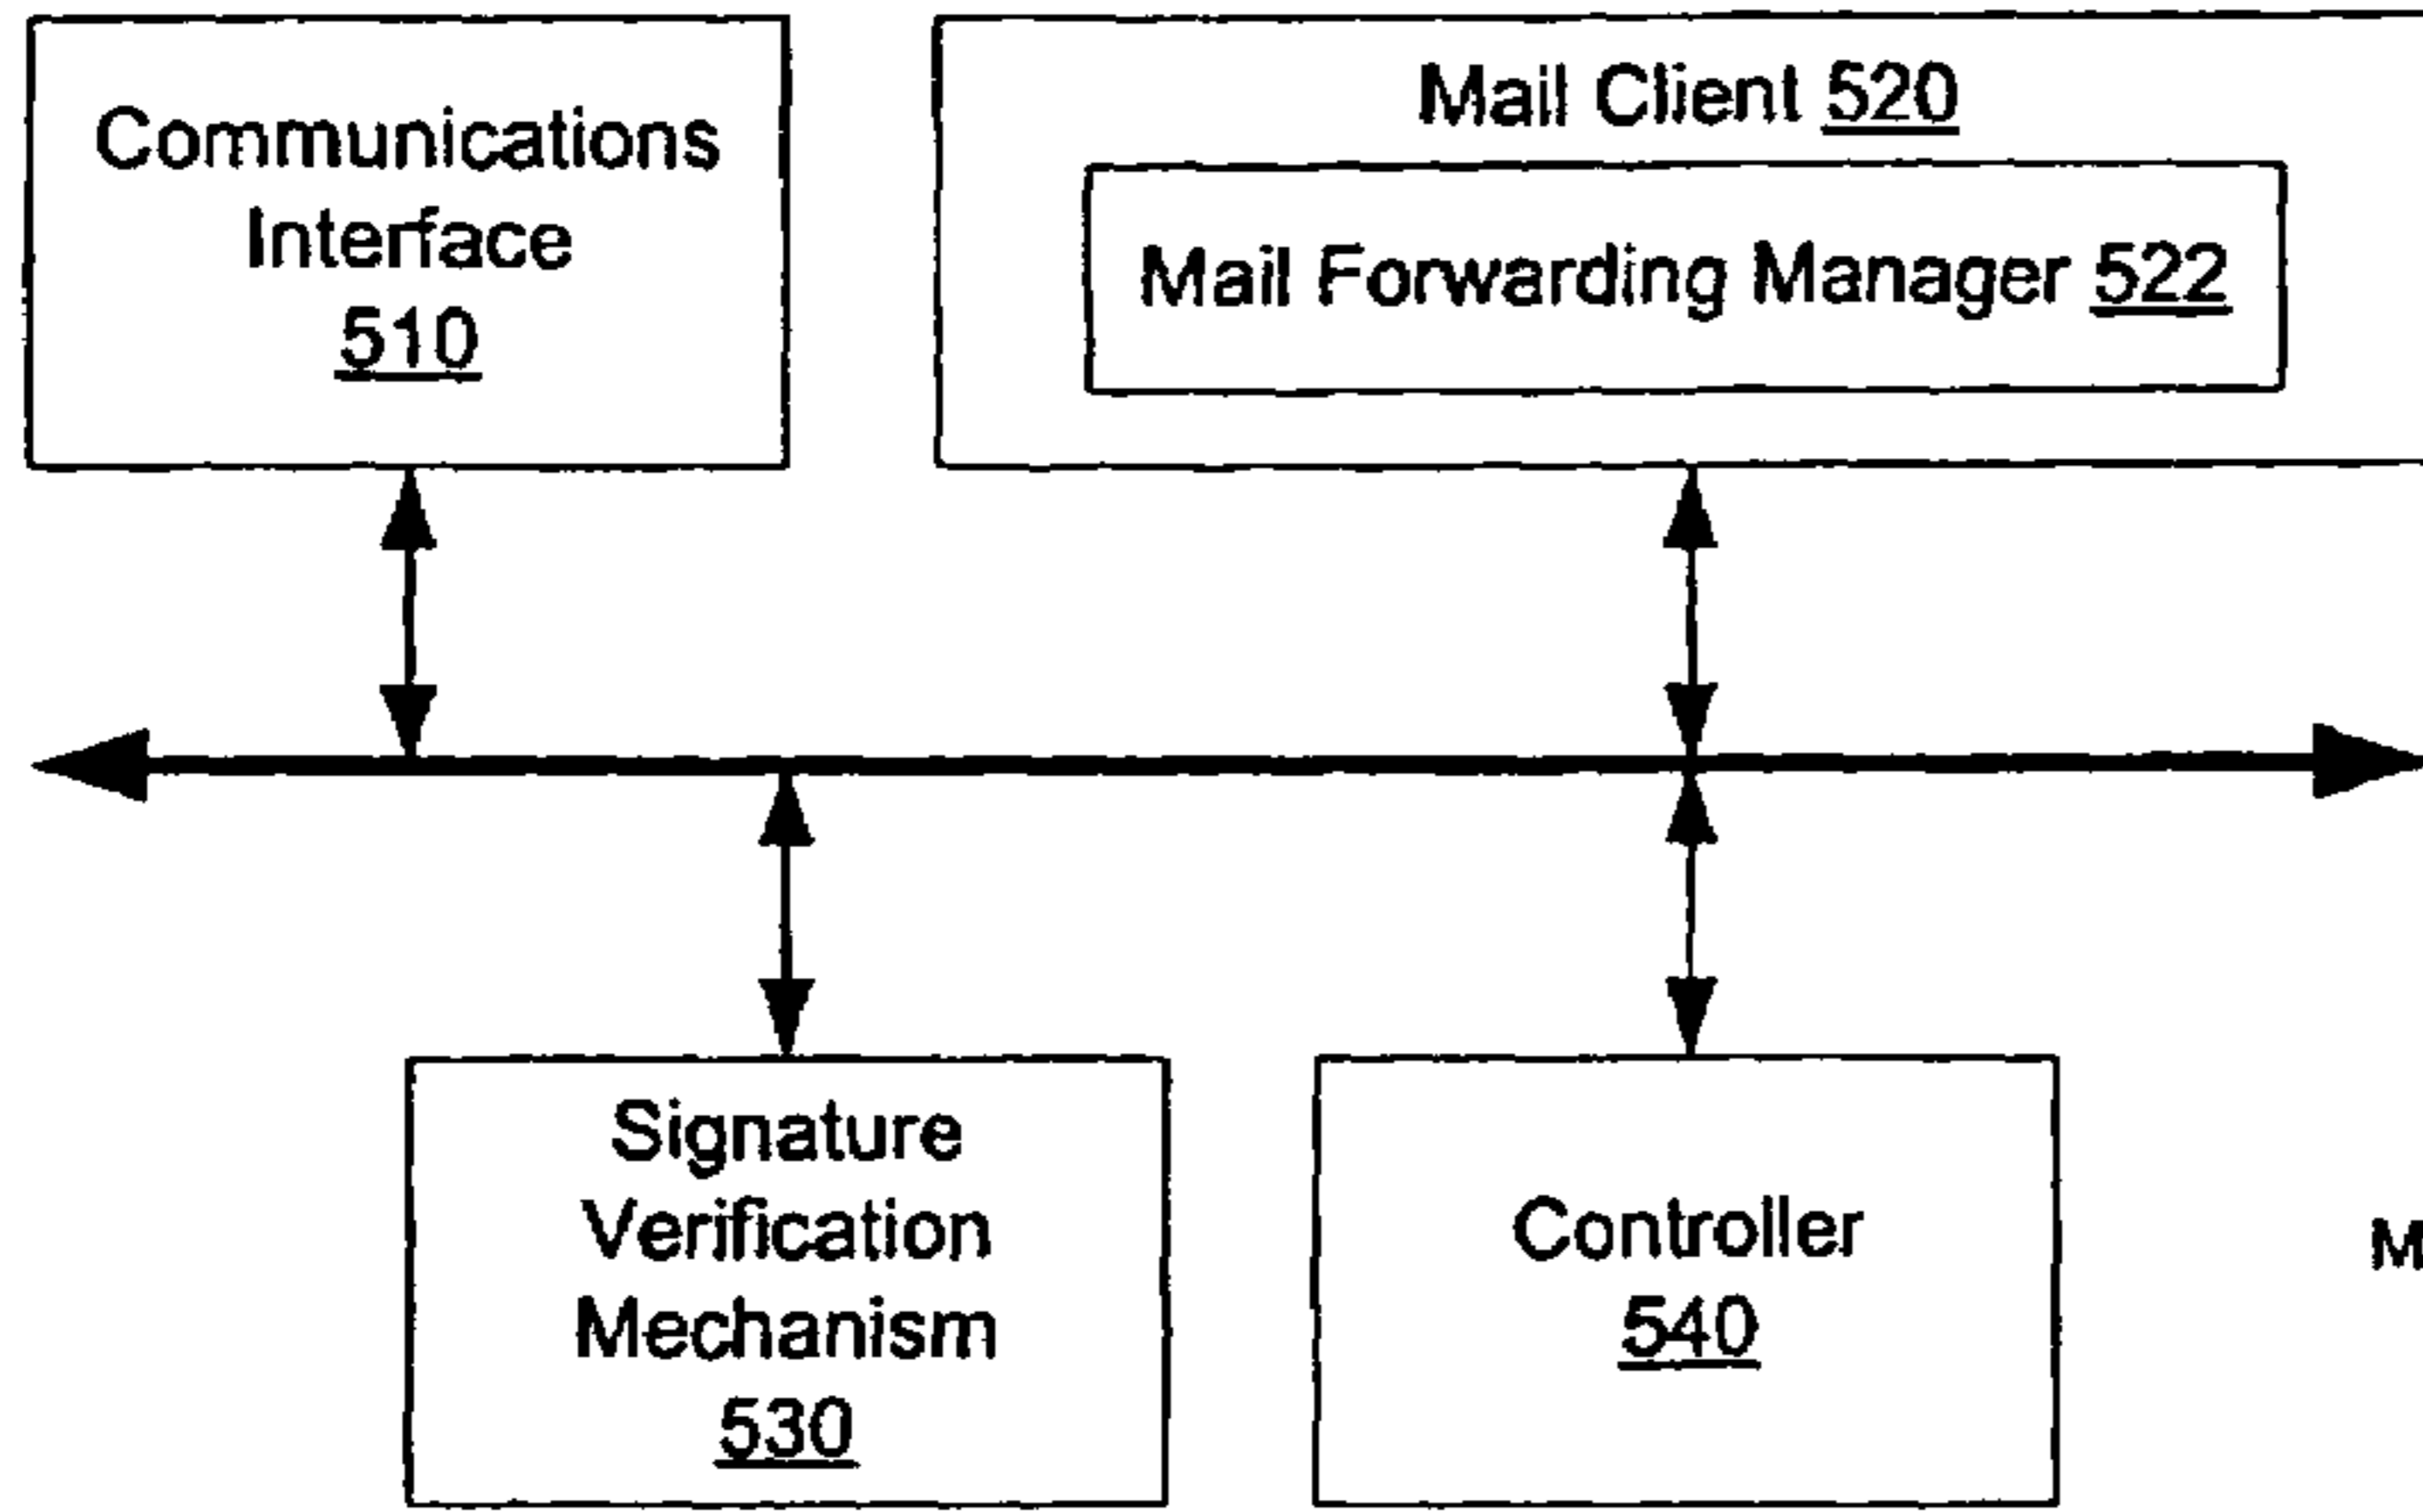 Communications
Interface
510
Mail Client 520
Mail Forwarding Manager 522
Signature
Verification
Mechanism
530
Controller
540
M